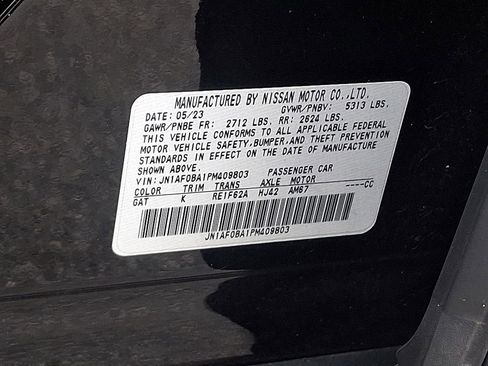 MANUFACTURED BY NISSAN MOTOR CO.,LTD.
DATE: 05/23 GVWR/PNBV: 5313 LBS.
GAWR/PNBE FR: 2712 LBS. RR: 2624 LBS.
THIS VEHICLE CONFORMS TO ALL APPLICABLE FEDERAL
MOTOR VEHICLE SAFETY,BUMPER,AND THEFT PREVENTION
STANDARDS IN EFFECT ON THE DATE OF MANUFACTURE
SHOWN ABOVE.
VIN: JN1AF0BA1PM409803 PASSENGER CAR
COLOR TRIM TRANS AXLE MOTOR
GAT K RE1F62A HJ42 AM67 ----CC
JN1AF0BA1PM409803